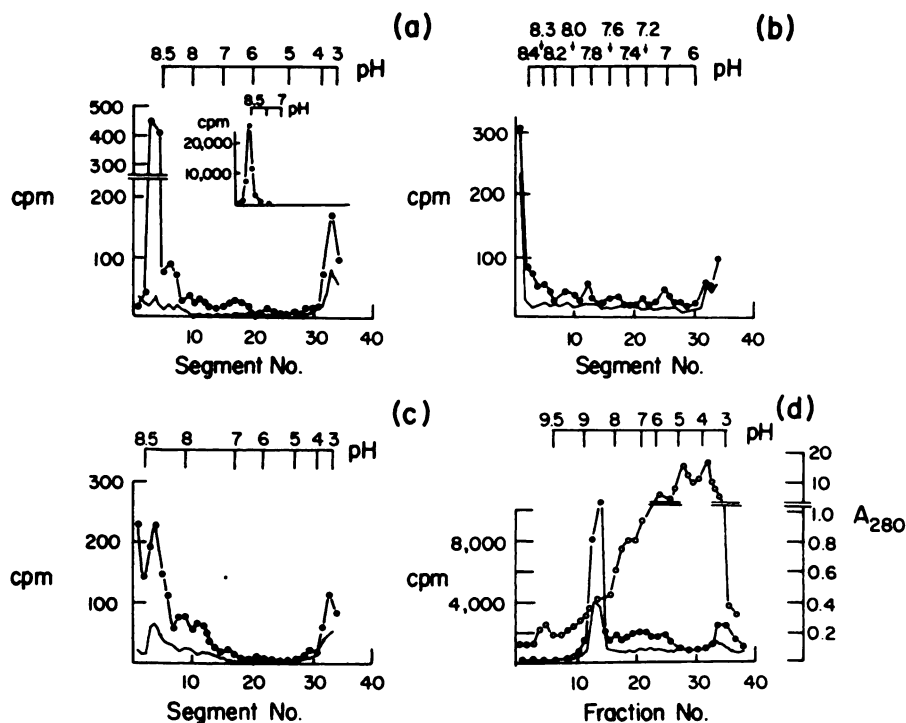 (a)
8.5 8 7 6 5 4 3
pH
500
400
300
200
100
cpm
8.5 7
pH
cpm
20,000
10,000
10 20 30 40
Segment No.
(b)
8.3 8.0 7.6 7.2
8.4 8.2 7.8 7.4 7 6
pH
300
200
100
cpm
10 20 30 40
Segment No.
(c)
8.5 8 7 6 5 4 3
pH
300
200
100
cpm
10 20 30 40
Segment No.
(d)
9.5 9 8 7 6 5 4 3
pH
20
10
1.0
0.8
0.6
0.4
0.2
A280
8,000
4,000
cpm
10 20 30 40
Fraction No.